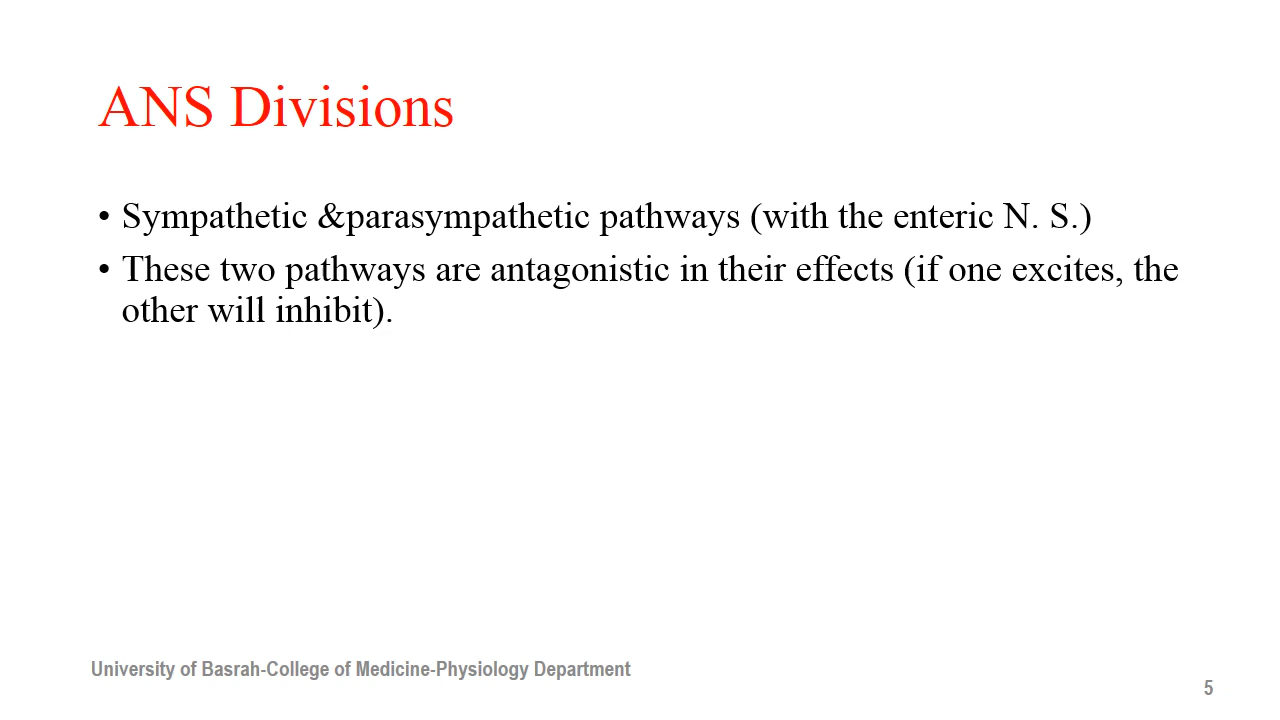 ANS Divisions
• Sympathetic &parasympathetic pathways (with the enteric N. S.)
• These two pathways are antagonistic in their effects (if one excites, the
other will inhibit).
University of Basrah-College of Medicine-Physiology Department
5